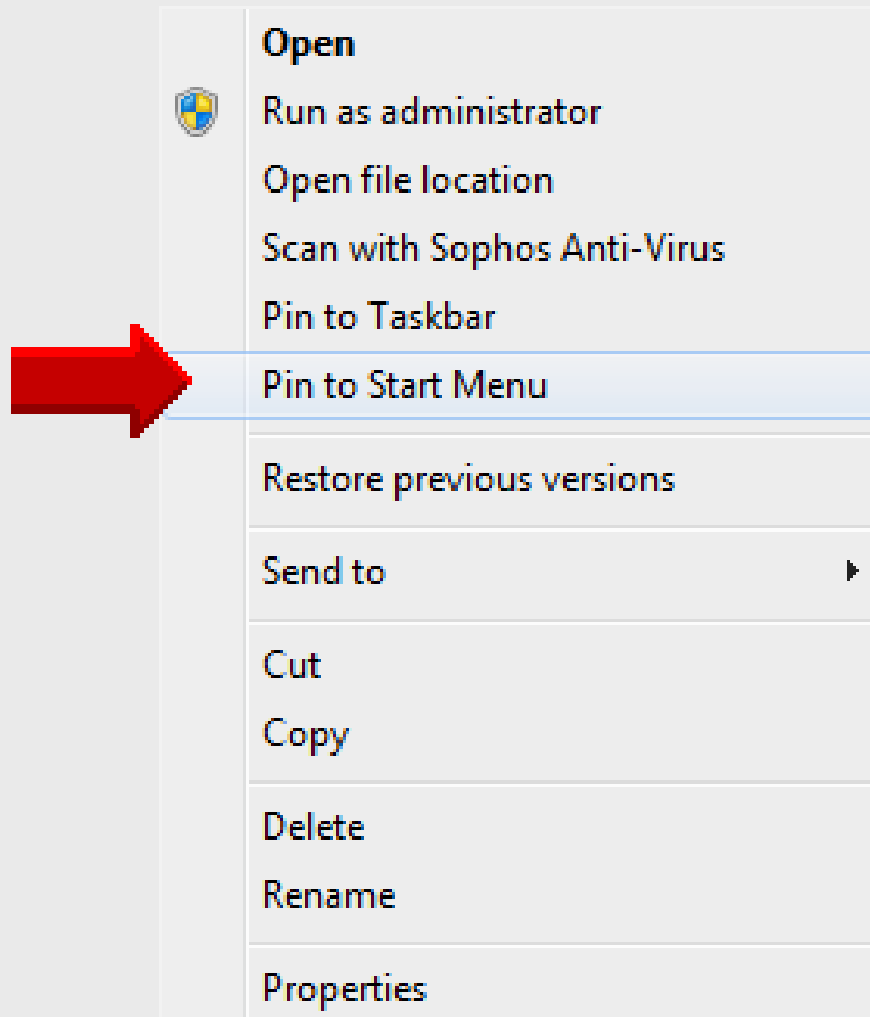 Open
Run as administrator
Open file location
Scan with Sophos Anti-Virus
Pin to Taskbar
Pin to Start Menu
Restore previous versions
Send to
Cut
Copy
Delete
Rename
Properties